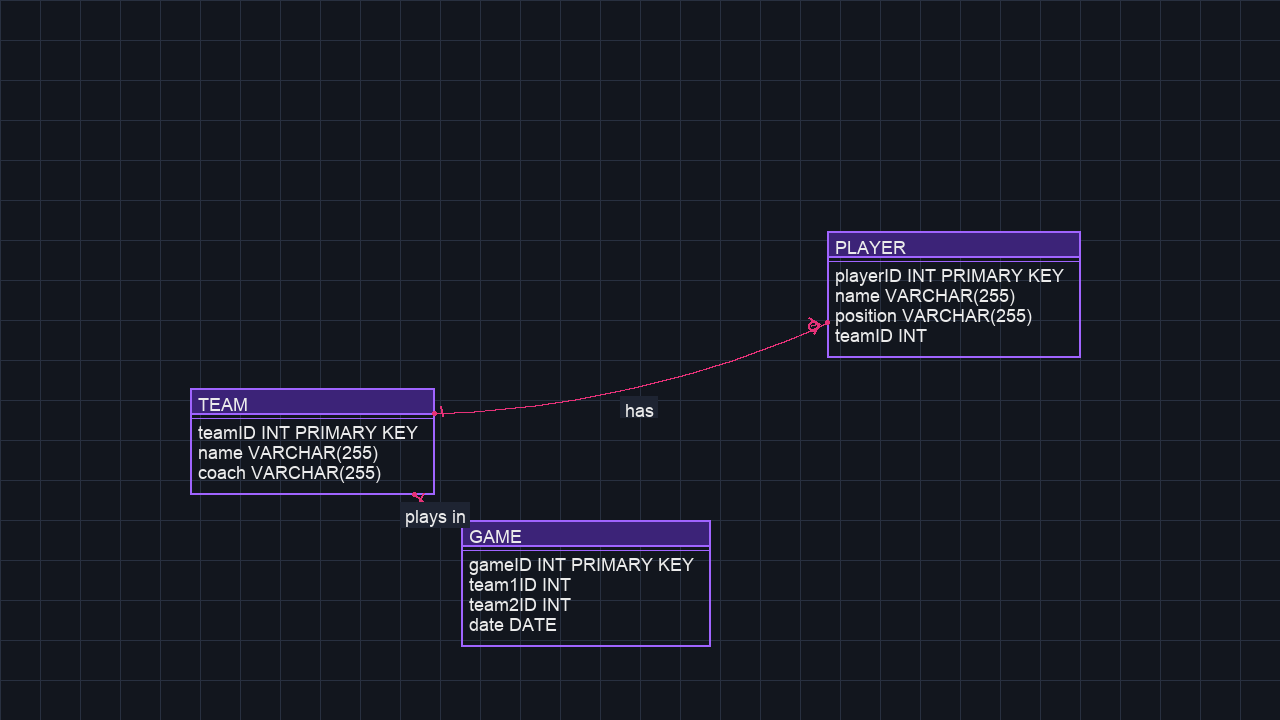 PLAYER
playerID INT PRIMARY KEY
name VARCHAR(255)
position VARCHAR(255)
teamID INT
TEAM
teamID INT PRIMARY KEY
name VARCHAR(255)
coach VARCHAR(255)
has
plays in
GAME
gameID INT PRIMARY KEY
team1ID INT
team2ID INT
date DATE